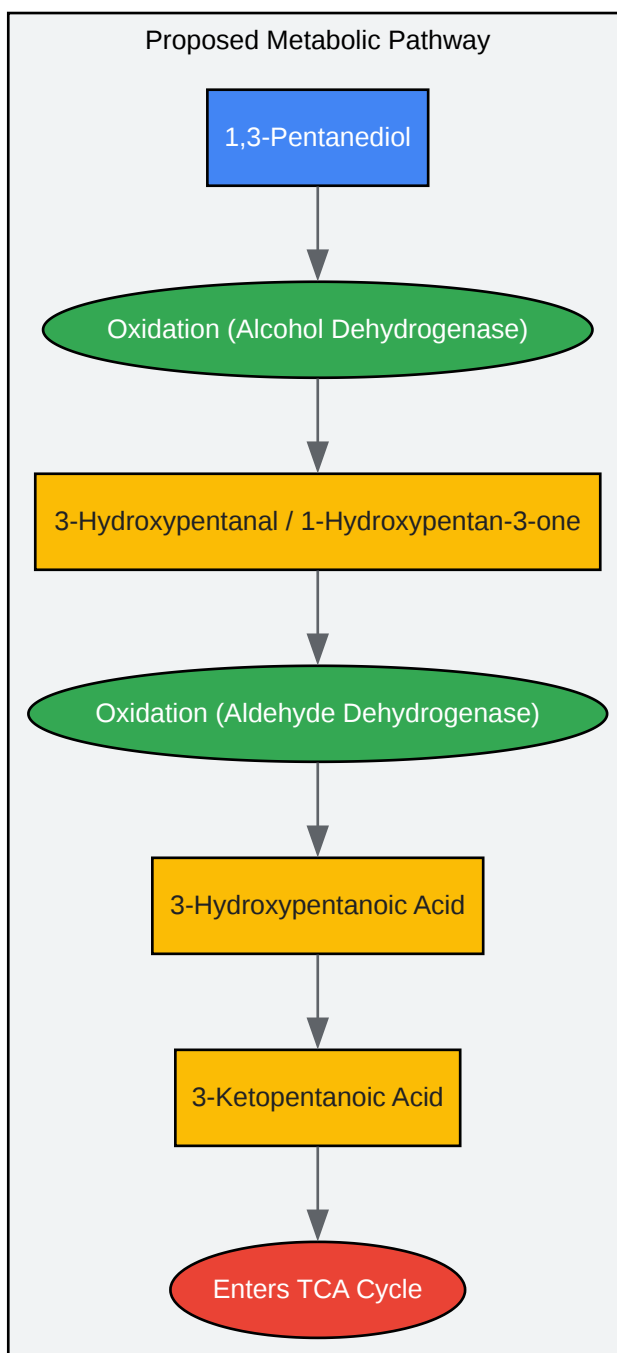 Proposed Metabolic Pathway
1,3-Pentanediol
Oxidation (Alcohol Dehydrogenase)
3-Hydroxypentanal / 1-Hydroxypentan-3-one
Oxidation (Aldehyde Dehydrogenase)
3-Hydroxypentanoic Acid
3-Ketopentanoic Acid
Enters TCA Cycle